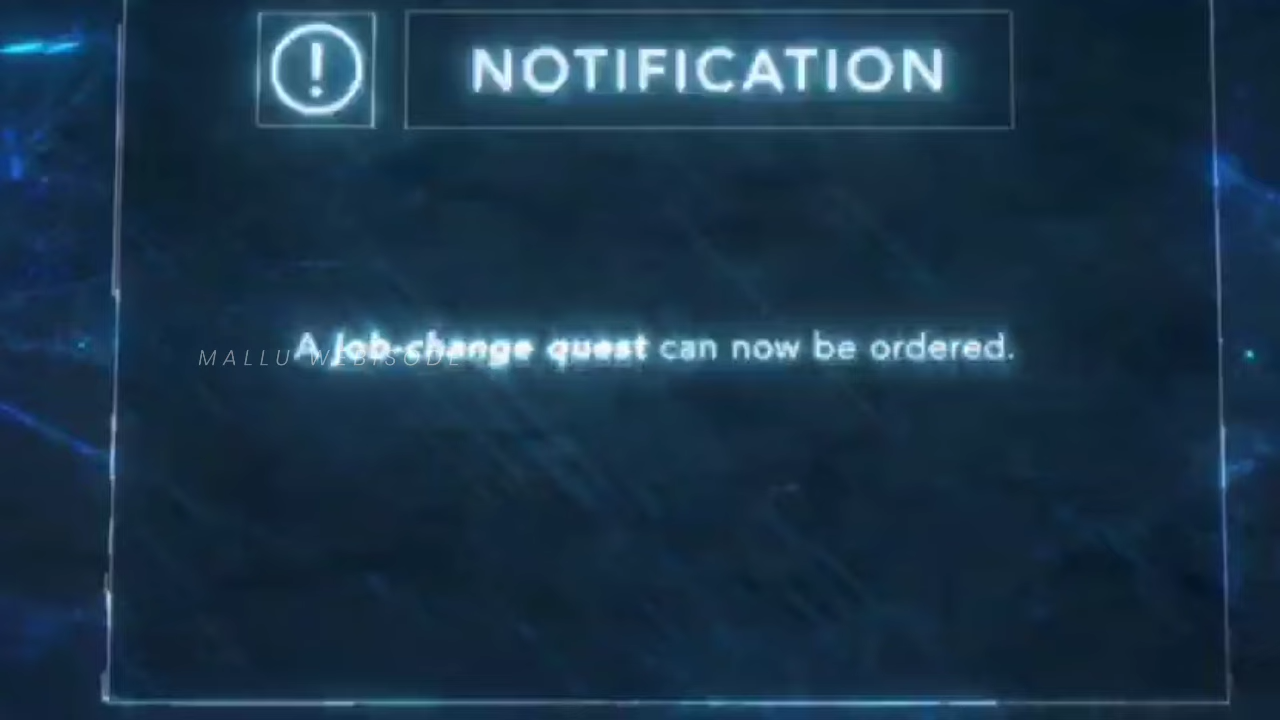 ! NOTIFICATION
A Job-change quest can now be ordered.
MALLU WEBISODE